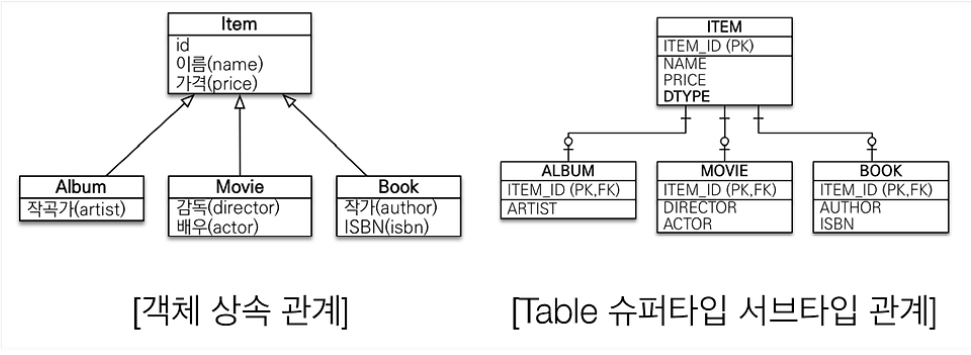 Item
id
이름(name)
가격(price)
Album
작곡가(artist)
Movie
감독(director)
배우(actor)
Book
작가(author)
ISBN(isbn)
[객체 상속 관계]
ITEM
ITEM_ID (PK)
NAME
PRICE
DTYPE
ALBUM
ITEM_ID (PK,FK)
ARTIST
MOVIE
ITEM_ID (PK,FK)
DIRECTOR
ACTOR
BOOK
ITEM_ID (PK,FK)
AUTHOR
ISBN
[Table 슈퍼타입 서브타입 관계]